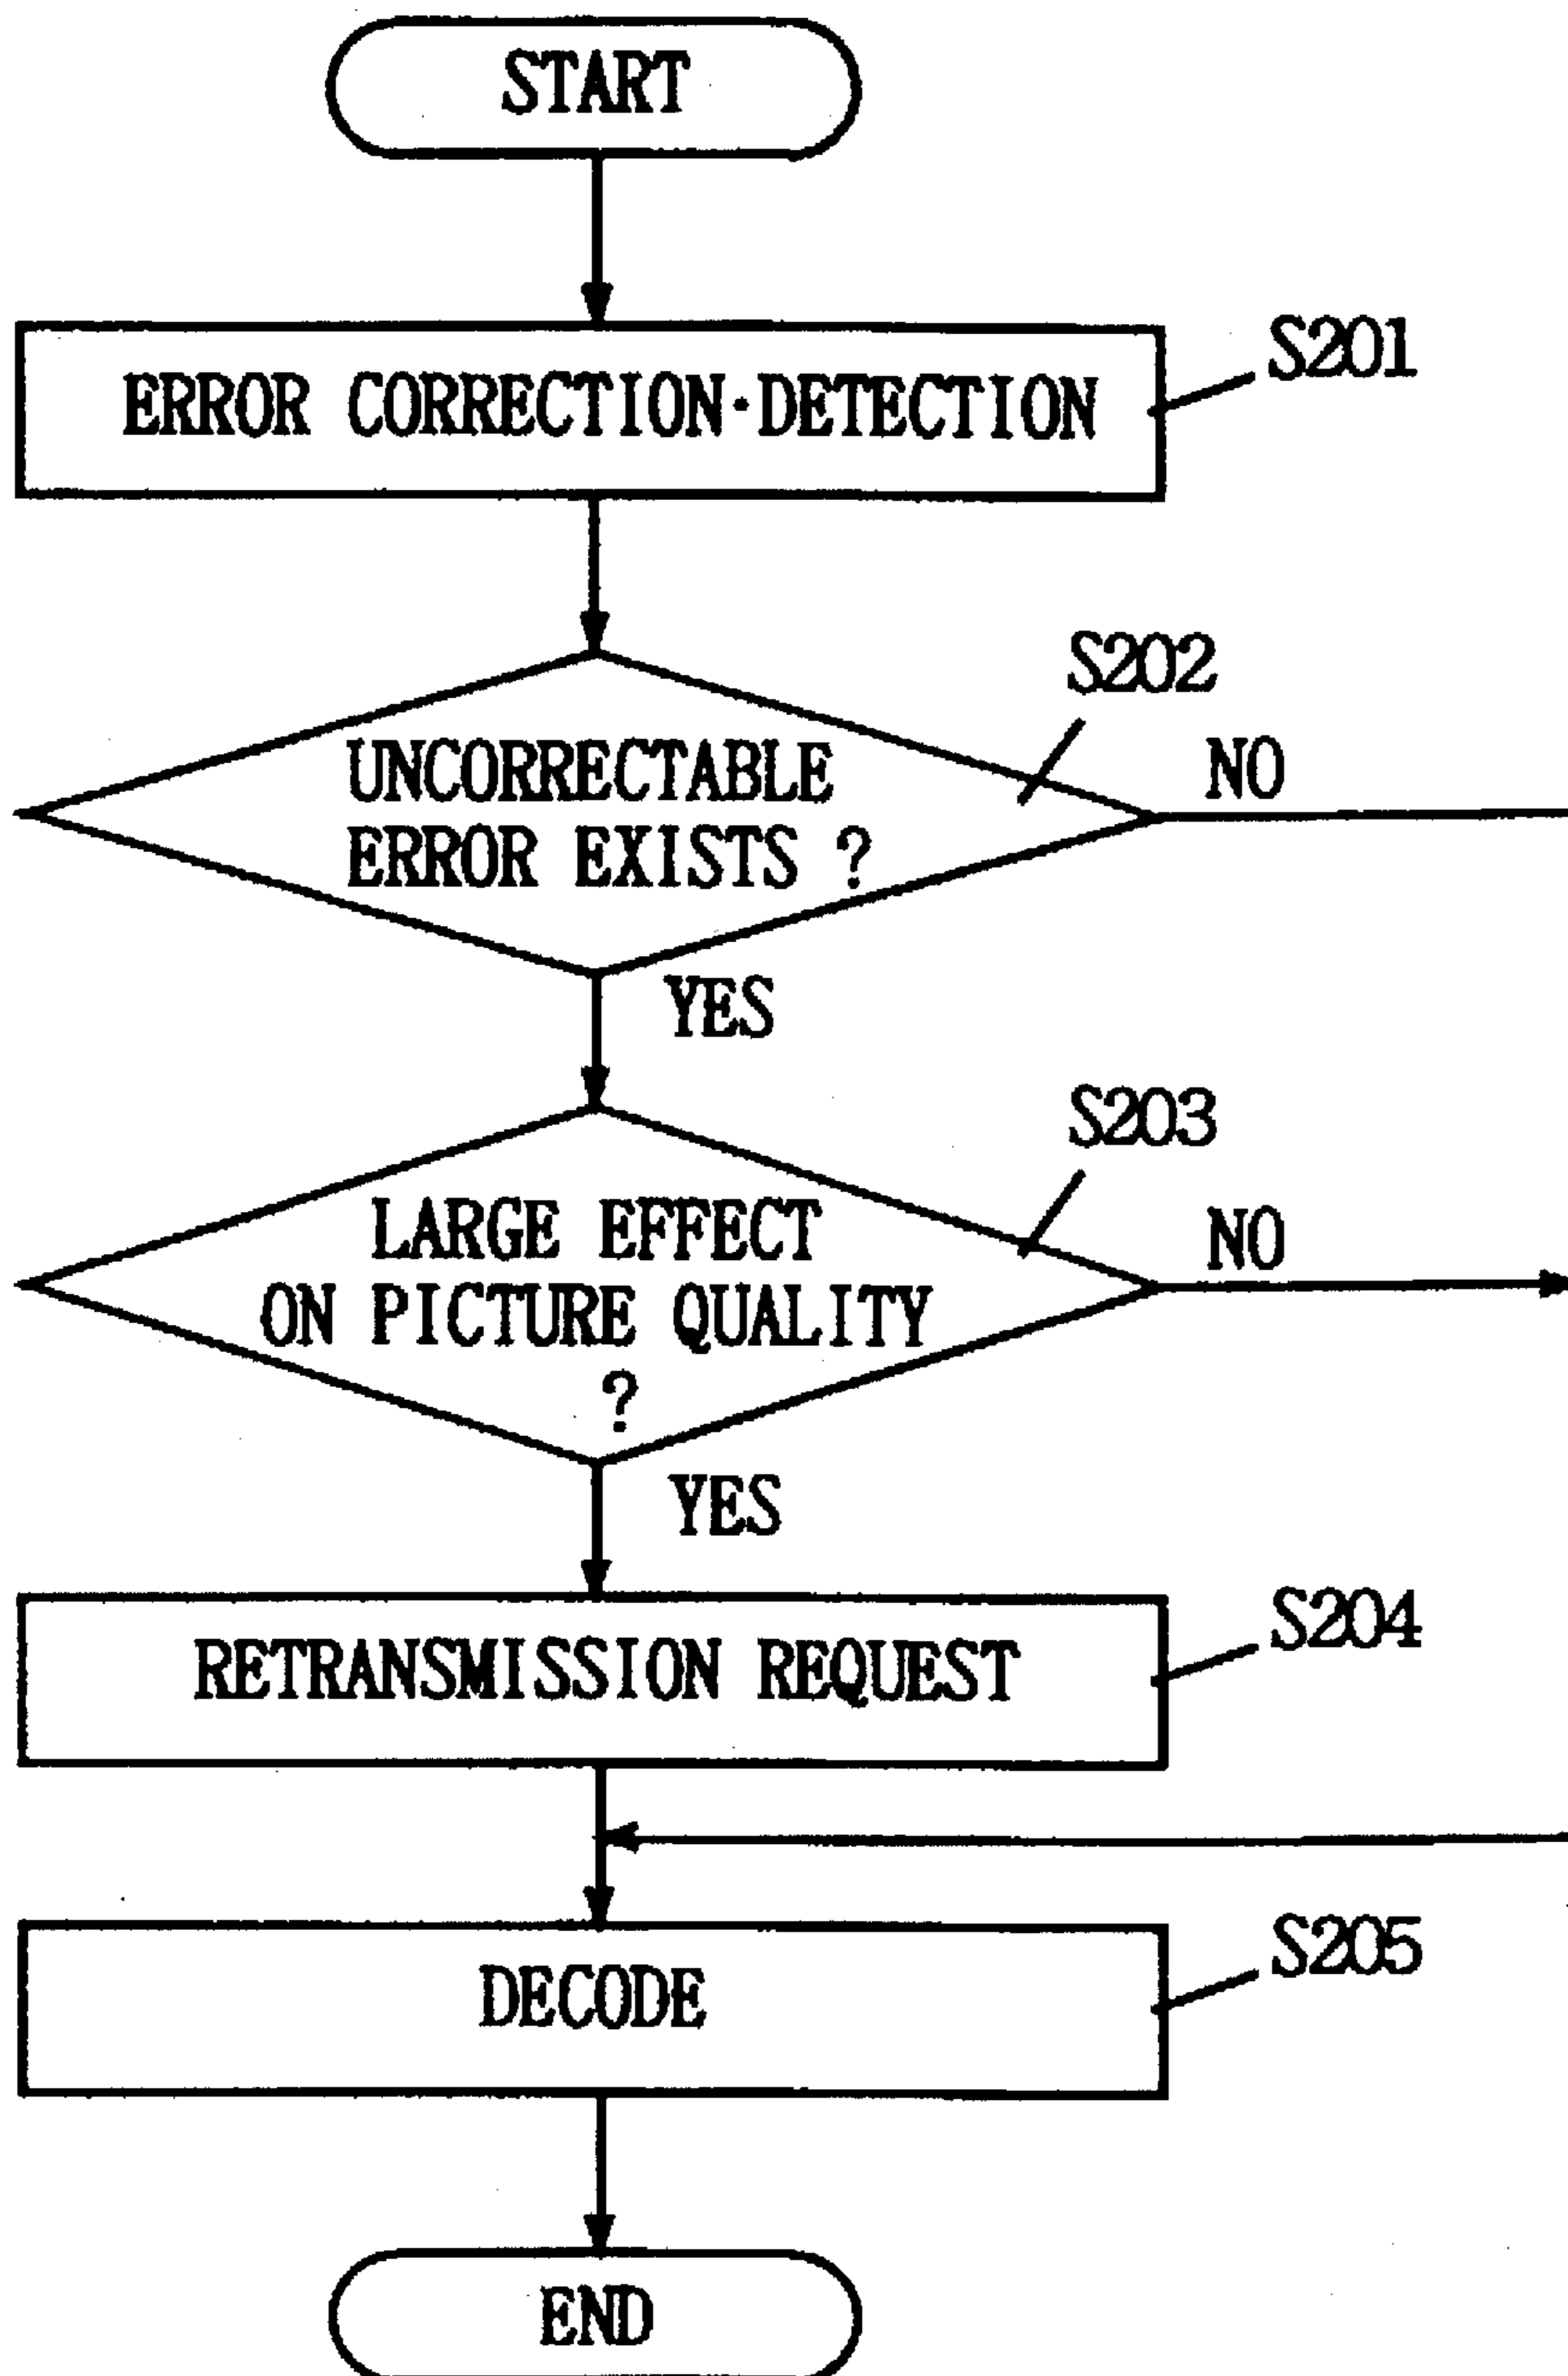 START
ERROR CORRECTION·DETECTION
S201
S202
UNCORRECTABLE
ERROR EXISTS ?
NO
YES
S203
LARGE EFFECT
ON PICTURE QUALITY
?
NO
YES
RETRANSMISSION REQUEST
S204
DECODE
S205
END